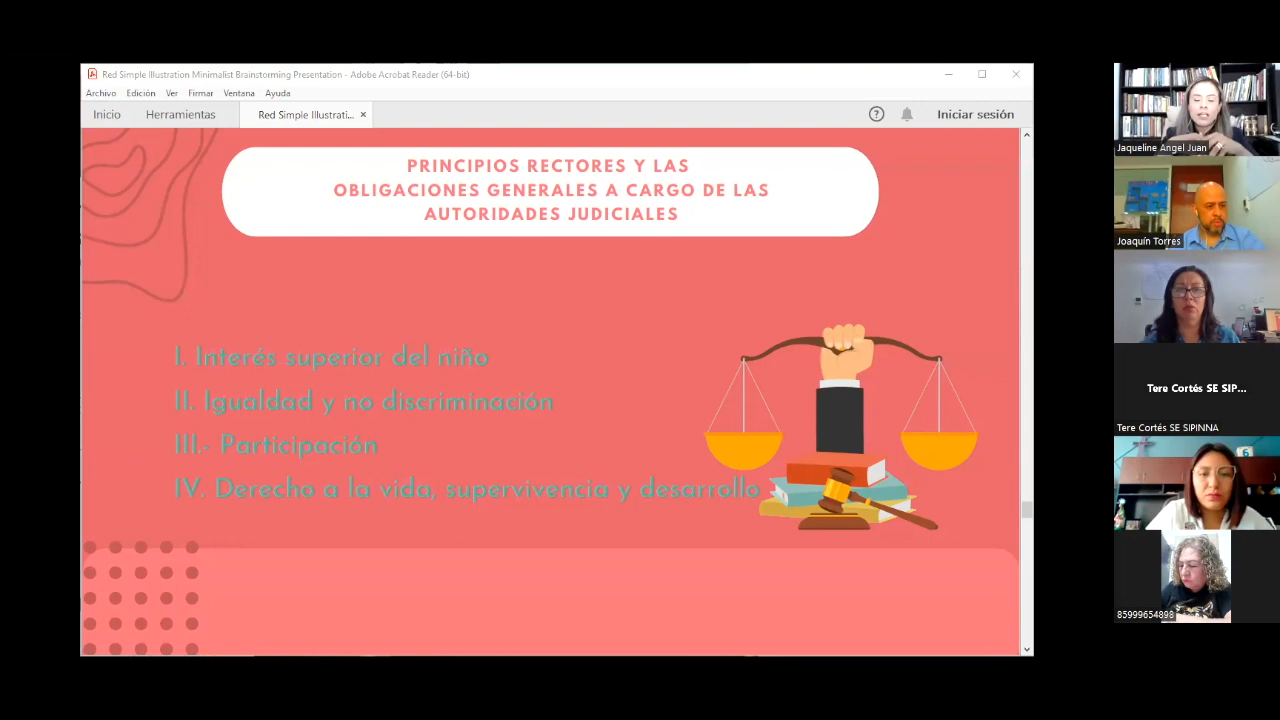 Red Simple Illustration Minimalist Brainstorming Presentation - Adobe Acrobat Reader (64-bit)
Archivo Edición Ver Firmar Ventana Ayuda
Inicio Herramientas Red Simple Illustrati... × Iniciar sesión
PRINCIPIOS RECTORES Y LAS
OBLIGACIONES GENERALES A CARGO DE LAS
AUTORIDADES JUDICIALES
I. Interés superior del niño
II. Igualdad y no discriminación
III.- Participación
IV. Derecho a la vida, supervivencia y desarrollo
Jaqueline Angel Juan
Joaquín Torres
Tere Cortés SE SIP...
Tere Cortés SE SIPINNA
6
85999654898